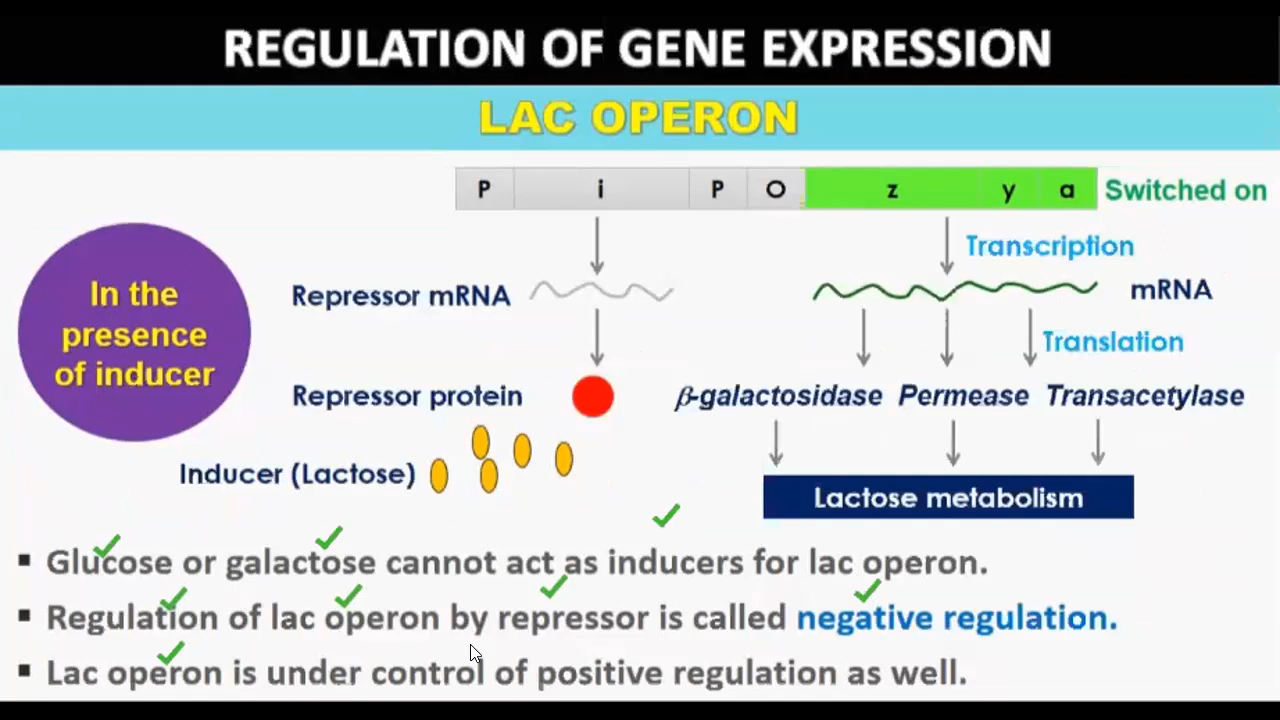 REGULATION OF GENE EXPRESSION
LAC OPERON
P i P O z y a Switched on
Transcription
In the
presence
of inducer
Repressor mRNA
mRNA
Translation
Repressor protein
β-galactosidase Permease Transacetylase
Inducer (Lactose)
Lactose metabolism
▪ Glucose or galactose cannot act as inducers for lac operon.
▪ Regulation of lac operon by repressor is called negative regulation.
▪ Lac operon is under control of positive regulation as well.